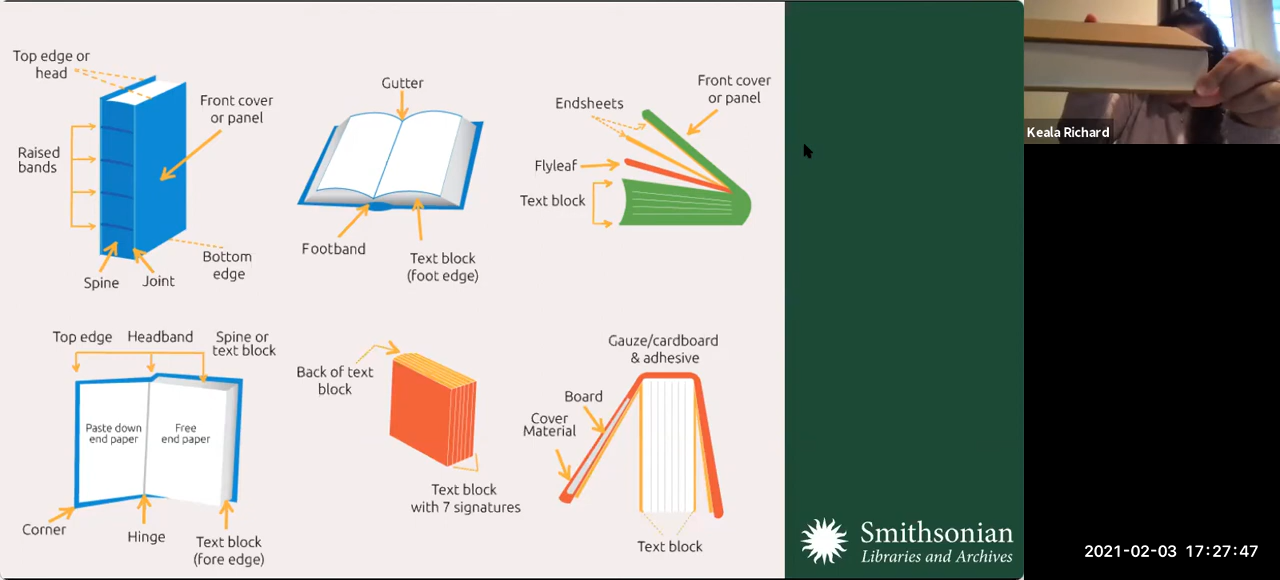 Top edge or
head
Front cover
or panel
Raised
bands
Spine
Joint
Bottom
edge
Gutter
Footband
Text block
(foot edge)
Front cover
or panel
Endsheets
Flyleaf
Text block
Top edge
Headband
Spine or
text block
Paste down
end paper
Free
end paper
Corner
Hinge
Text block
(fore edge)
Back of text
block
Text block
with 7 signatures
Gauze/cardboard
& adhesive
Board
Cover
Material
Text block
Smithsonian
Libraries and Archives
Keala Richard
2021-02-03 17:27:47